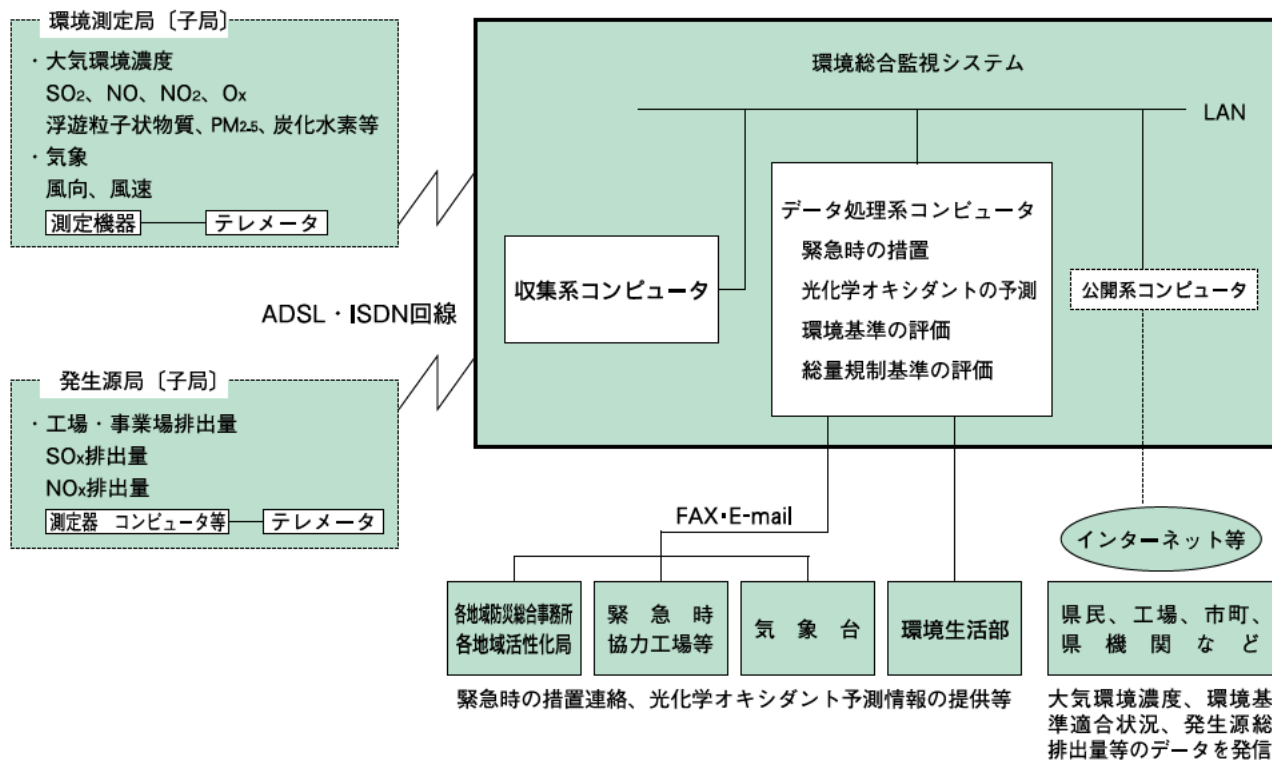 環境測定局〔子局〕
・大気環境濃度
SO₂、NO、NO₂、Ox
浮遊粒子状物質、PM2.5、炭化水素等
・気象
風向、風速
測定機器 テレメータ
ADSL・ISDN回線
発生源局〔子局〕
・工場・事業場排出量
SOx排出量
NOx排出量
測定器 コンピュータ等 テレメータ
環境総合監視システム
LAN
収集系コンピュータ
データ処理系コンピュータ
緊急時の措置
光化学オキシダントの予測
環境基準の評価
総量規制基準の評価
公開系コンピュータ
FAX・E-mail
インターネット等
各地域防災総合事務所
各地域活性化局
緊急時
協力工場等
気象台
環境生活部
県民、工場、市町、
県機関など
緊急時の措置連絡、光化学オキシダント予測情報の提供等
大気環境濃度、環境基
準適合状況、発生源総
排出量等のデータを発信